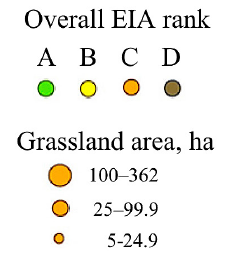 Overall EIA rank
A B C D
Grassland area, ha
100–362
25–99.9
5-24.9